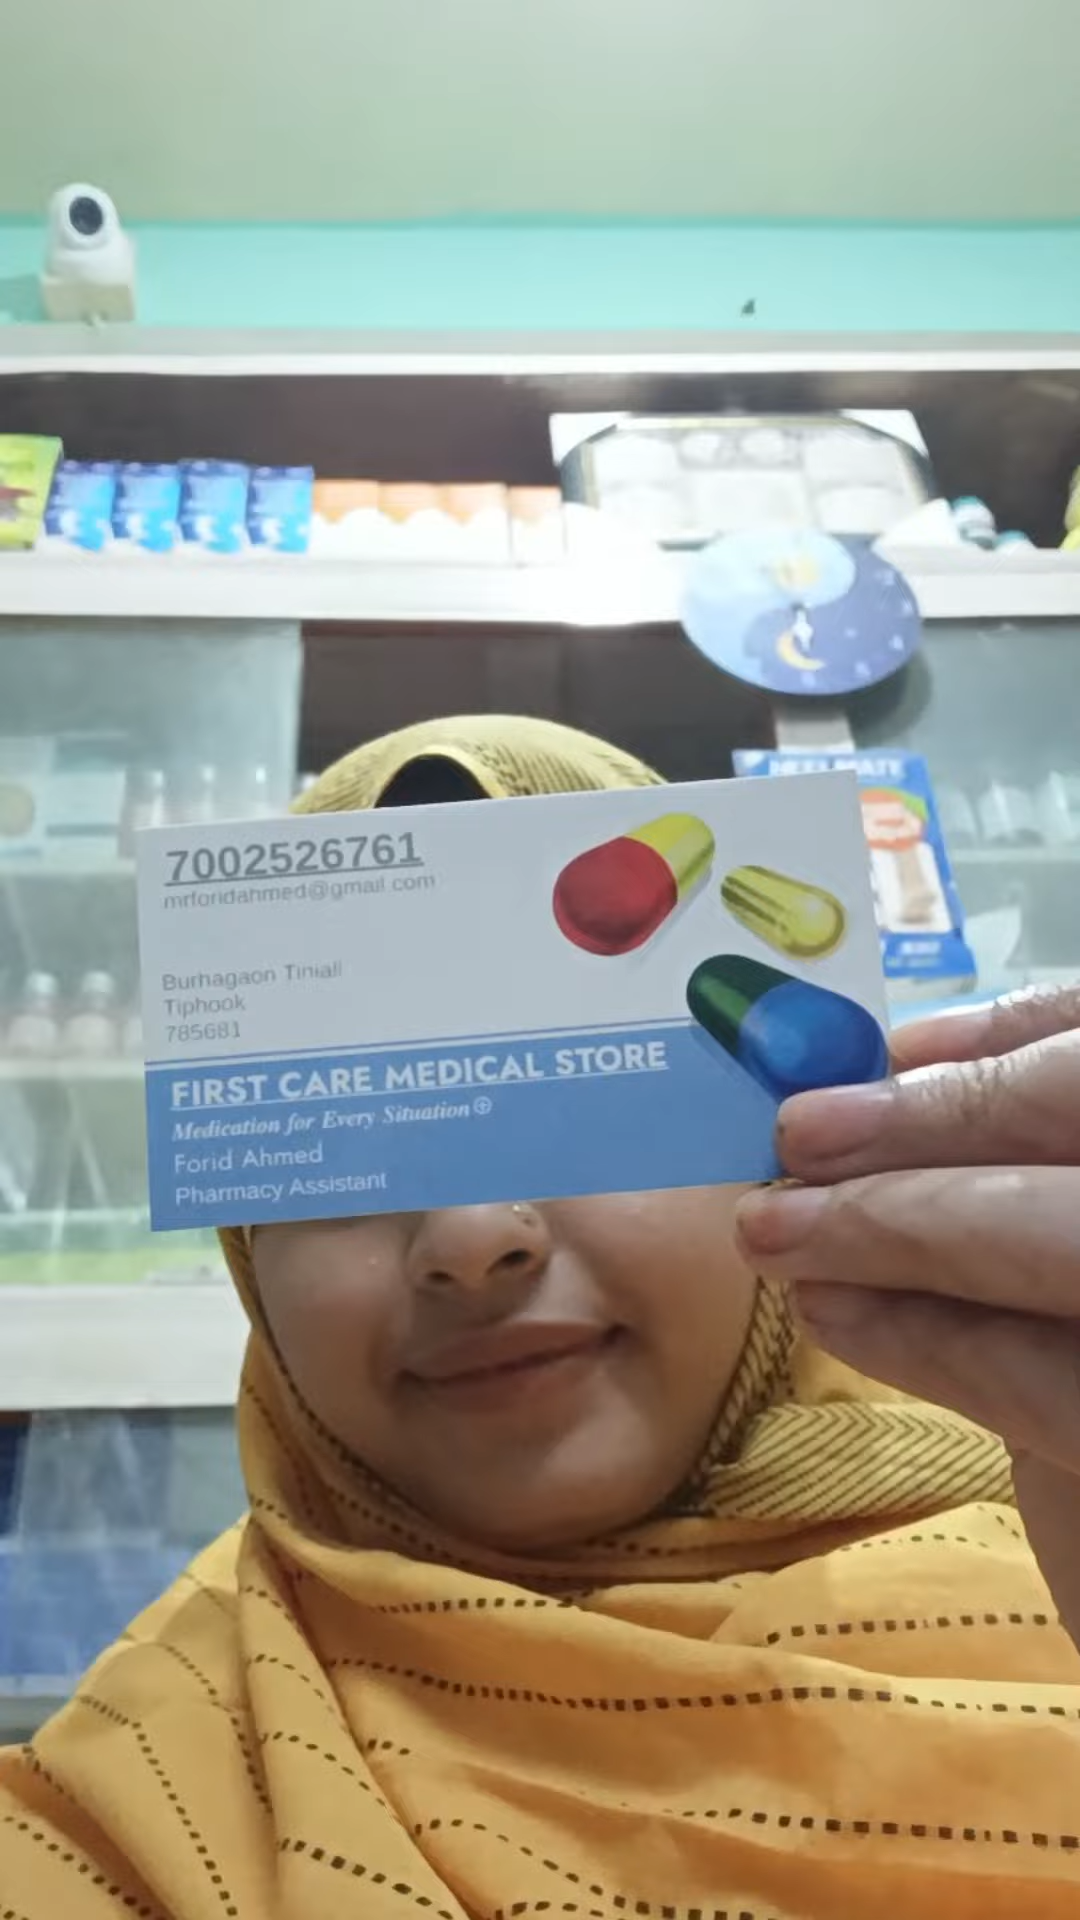 HEELMATE
7002526761
mrforidahmed@gmail.com
Burhagaon Tiniali
Tiphook
785681
FIRST CARE MEDICAL STORE
Medication for Every Situation
Forid Ahmed
Pharmacy Assistant